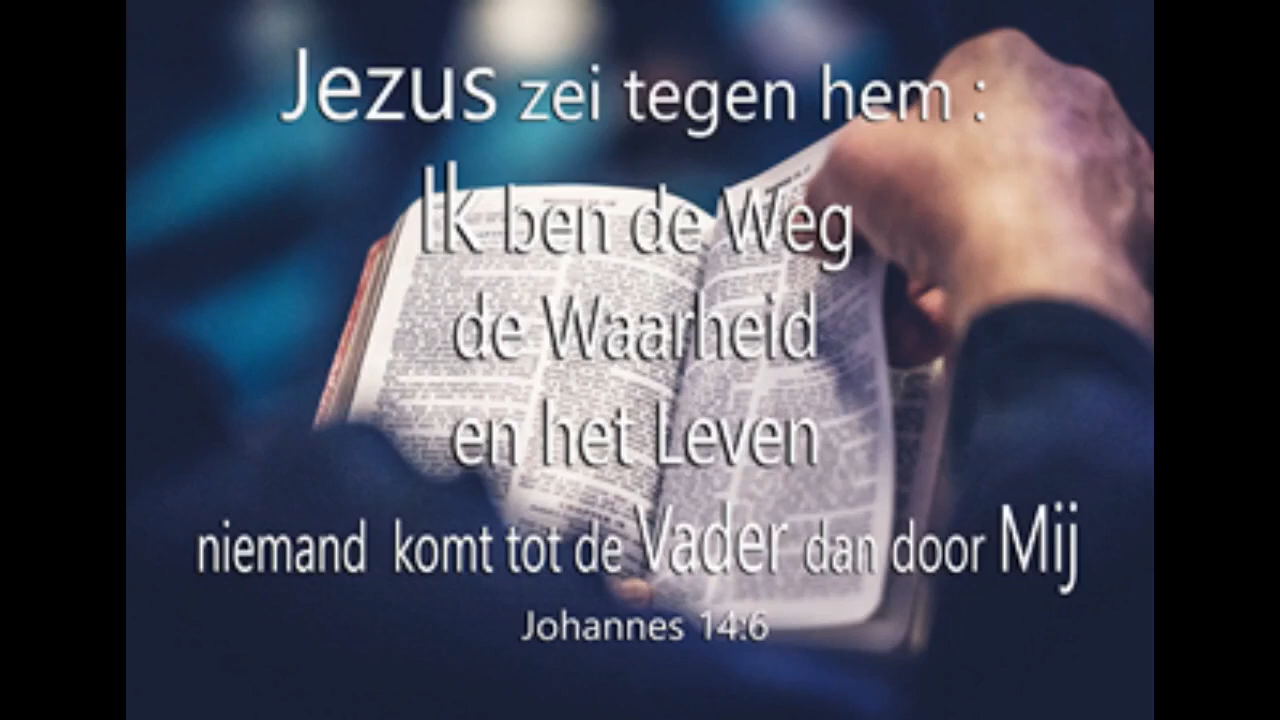 Jezus zei tegen hem :
Ik ben de Weg
de Waarheid
en het Leven
niemand komt tot de Vader dan door Mij
Johannes 14:6